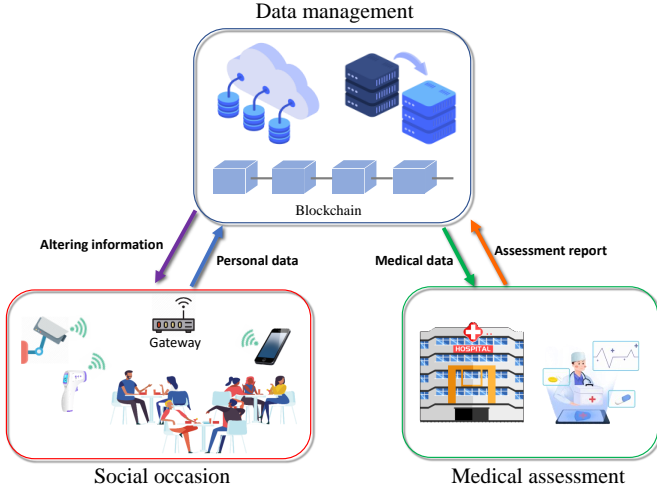 Data management
Blockchain
Altering information
Personal data
Medical data
Assessment report
Gateway
HOSPITAL
Social occasion
Medical assessment